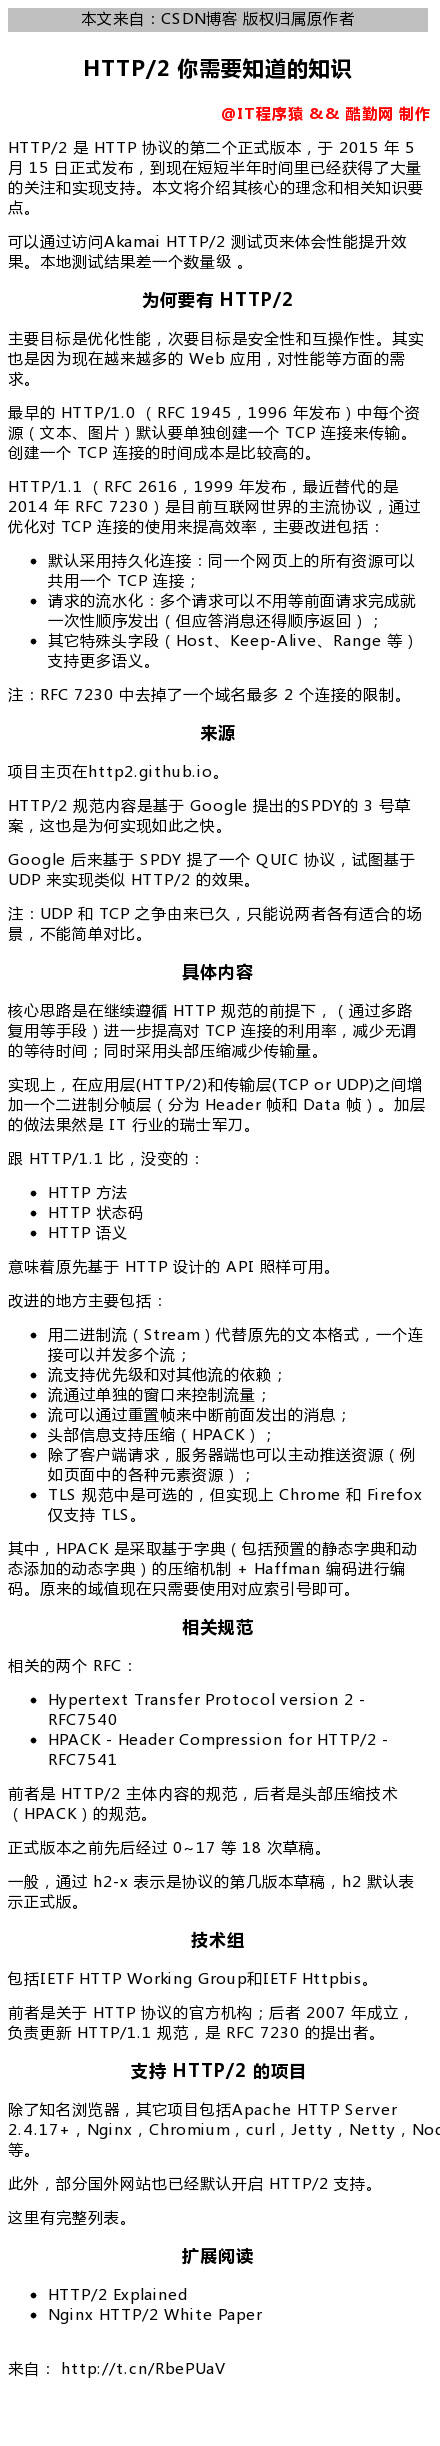 本文来自：CSDN博客 版权归属原作者
HTTP/2 你需要知道的知识
@IT程序猿 && 酷勤网 制作
HTTP/2 是 HTTP 协议的第二个正式版本，于 2015 年 5
月 15 日正式发布，到现在短短半年时间里已经获得了大量
的关注和实现支持。本文将介绍其核心的理念和相关知识要
点。
可以通过访问Akamai HTTP/2 测试页来体会性能提升效
果。本地测试结果差一个数量级 。
为何要有 HTTP/2
主要目标是优化性能，次要目标是安全性和互操作性。其实
也是因为现在越来越多的 Web 应用，对性能等方面的需
求。
最早的 HTTP/1.0 （RFC 1945，1996 年发布）中每个资
源（文本、图片）默认要单独创建一个 TCP 连接来传输。
创建一个 TCP 连接的时间成本是比较高的。
HTTP/1.1 （RFC 2616，1999 年发布，最近替代的是
2014 年 RFC 7230）是目前互联网世界的主流协议，通过
优化对 TCP 连接的使用来提高效率，主要改进包括：
• 默认采用持久化连接：同一个网页上的所有资源可以
共用一个 TCP 连接；
• 请求的流水化：多个请求可以不用等前面请求完成就
一次性顺序发出（但应答消息还得顺序返回）；
• 其它特殊头字段（Host、Keep-Alive、Range 等）
支持更多语义。
注：RFC 7230 中去掉了一个域名最多 2 个连接的限制。
来源
项目主页在http2.github.io。
HTTP/2 规范内容是基于 Google 提出的SPDY的 3 号草
案，这也是为何实现如此之快。
Google 后来基于 SPDY 提了一个 QUIC 协议，试图基于
UDP 来实现类似 HTTP/2 的效果。
注：UDP 和 TCP 之争由来已久，只能说两者各有适合的场
景，不能简单对比。
具体内容
核心思路是在继续遵循 HTTP 规范的前提下，（通过多路
复用等手段）进一步提高对 TCP 连接的利用率，减少无谓
的等待时间；同时采用头部压缩减少传输量。
实现上，在应用层(HTTP/2)和传输层(TCP or UDP)之间增
加一个二进制分帧层（分为 Header 帧和 Data 帧）。加层
的做法果然是 IT 行业的瑞士军刀。
跟 HTTP/1.1 比，没变的：
• HTTP 方法
• HTTP 状态码
• HTTP 语义
意味着原先基于 HTTP 设计的 API 照样可用。
改进的地方主要包括：
• 用二进制流（Stream）代替原先的文本格式，一个连
接可以并发多个流；
• 流支持优先级和对其他流的依赖；
• 流通过单独的窗口来控制流量；
• 流可以通过重置帧来中断前面发出的消息；
• 头部信息支持压缩（HPACK）；
• 除了客户端请求，服务器端也可以主动推送资源（例
如页面中的各种元素资源）；
• TLS 规范中是可选的，但实现上 Chrome 和 Firefox
仅支持 TLS。
其中，HPACK 是采取基于字典（包括预置的静态字典和动
态添加的动态字典）的压缩机制 + Haffman 编码进行编
码。原来的域值现在只需要使用对应索引号即可。
相关规范
相关的两个 RFC：
• Hypertext Transfer Protocol version 2 -
RFC7540
• HPACK - Header Compression for HTTP/2 -
RFC7541
前者是 HTTP/2 主体内容的规范，后者是头部压缩技术
（HPACK）的规范。
正式版本之前先后经过 0~17 等 18 次草稿。
一般，通过 h2-x 表示是协议的第几版本草稿，h2 默认表
示正式版。
技术组
包括IETF HTTP Working Group和IETF Httpbis。
前者是关于 HTTP 协议的官方机构；后者 2007 年成立，
负责更新 HTTP/1.1 规范，是 RFC 7230 的提出者。
支持 HTTP/2 的项目
除了知名浏览器，其它项目包括Apache HTTP Server
2.4.17+，Nginx，Chromium，curl，Jetty，Netty，
等。
此外，部分国外网站也已经默认开启 HTTP/2 支持。
这里有完整列表。
扩展阅读
• HTTP/2 Explained
• Nginx HTTP/2 White Paper
来自： http://t.cn/RbePUaV